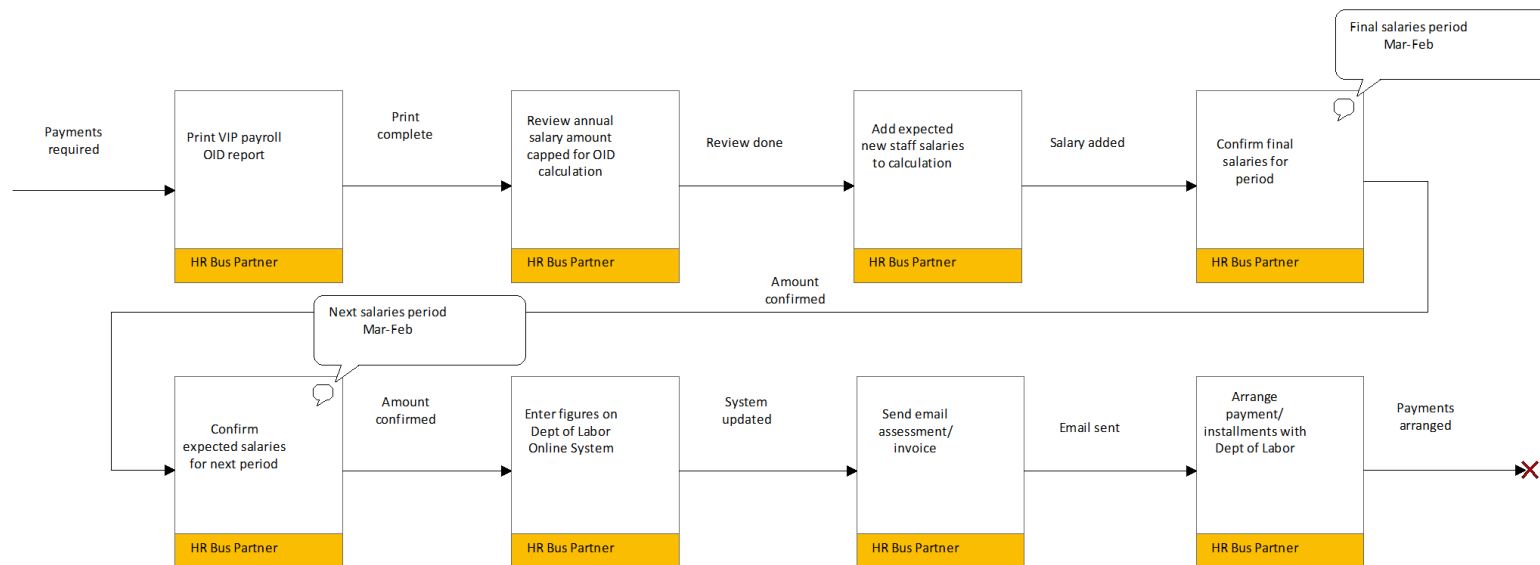 Final salaries period
Mar-Feb
Payments
required
Print VIP payroll
OID report
HR Bus Partner
Print
complete
Review annual
salary amount
capped for OID
calculation
HR Bus Partner
Review done
Add expected
new staff salaries
to calculation
HR Bus Partner
Salary added
Confirm final
salaries for
period
HR Bus Partner
Amount
confirmed
Next salaries period
Mar-Feb
Confirm
expected salaries
for next period
HR Bus Partner
Amount
confirmed
Enter figures on
Dept of Labor
Online System
HR Bus Partner
System
updated
Send email
assessment/
invoice
HR Bus Partner
Email sent
Arrange
payment/
installments with
Dept of Labor
HR Bus Partner
Payments
arranged